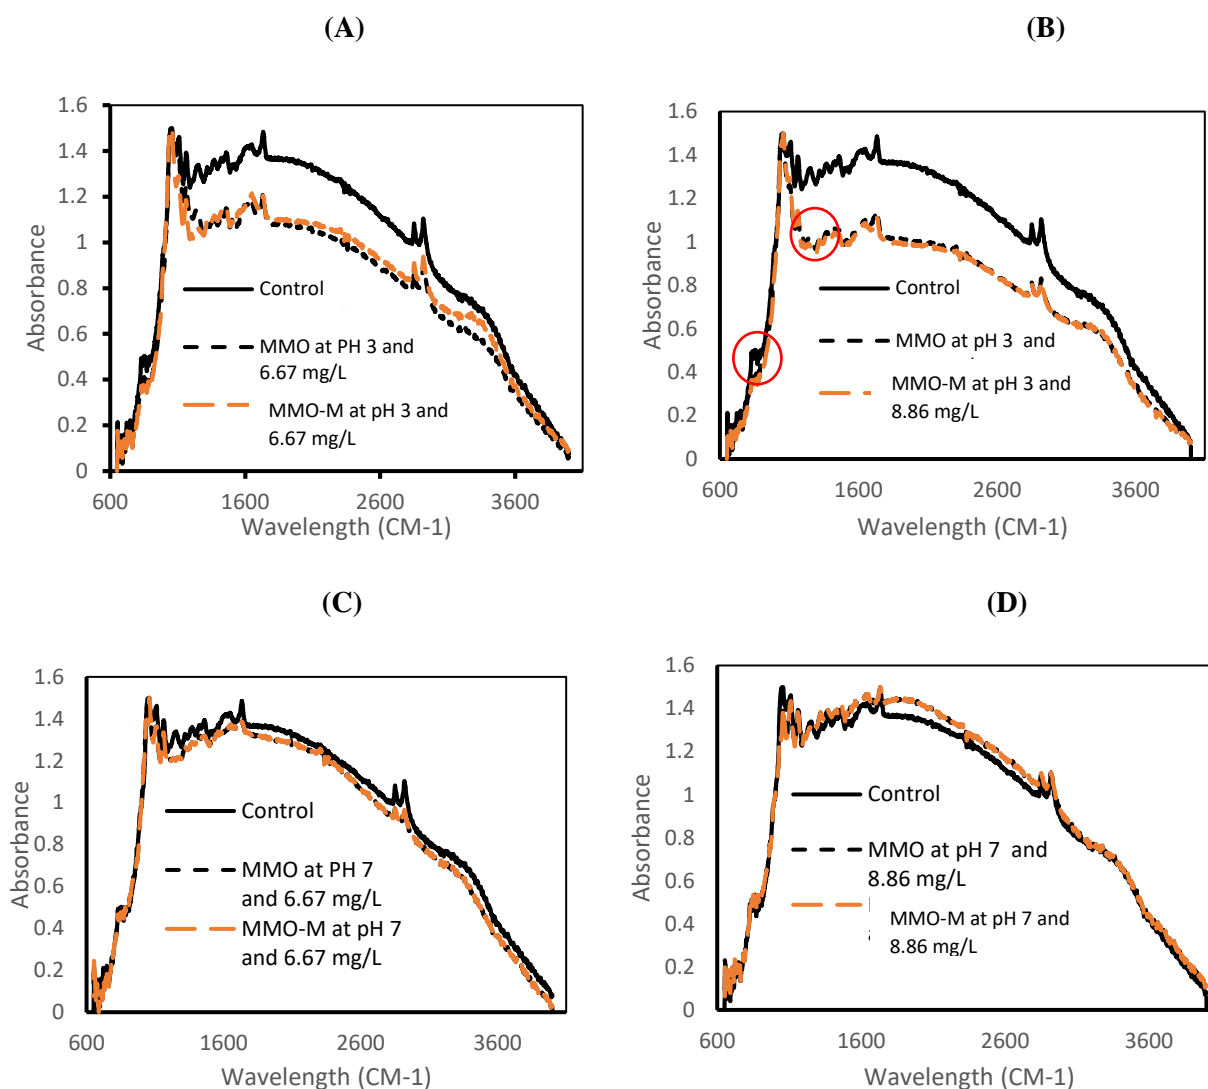 (A)
1.6
1.4
1.2
1
0.8
0.6
0.4
0.2
0
Absorbance
Control
MMO at PH 3 and
6.67 mg/L
MMO-M at pH 3 and
6.67 mg/L
600
1600
2600
3600
Wavelength (CM-1)
(B)
1.6
1.4
1.2
1
0.8
0.6
0.4
0.2
0
Absorbance
Control
MMO at pH 3 and
MMO-M at pH 3 and
8.86 mg/L
600
1600
2600
3600
Wavelength (CM-1)
(C)
1.6
1.4
1.2
1
0.8
0.6
0.4
0.2
0
Absorbance
Control
MMO at PH 7
and 6.67 mg/L
MMO-M at pH 7
and 6.67 mg/L
600
1600
2600
3600
Wavelength (CM-1)
(D)
1.6
1.4
1.2
1
0.8
0.6
0.4
0.2
0
Absorbance
Control
MMO at pH 7 and
8.86 mg/L
MMO-M at pH 7 and
8.86 mg/L
600
1600
2600
3600
Wavelength (CM-1)